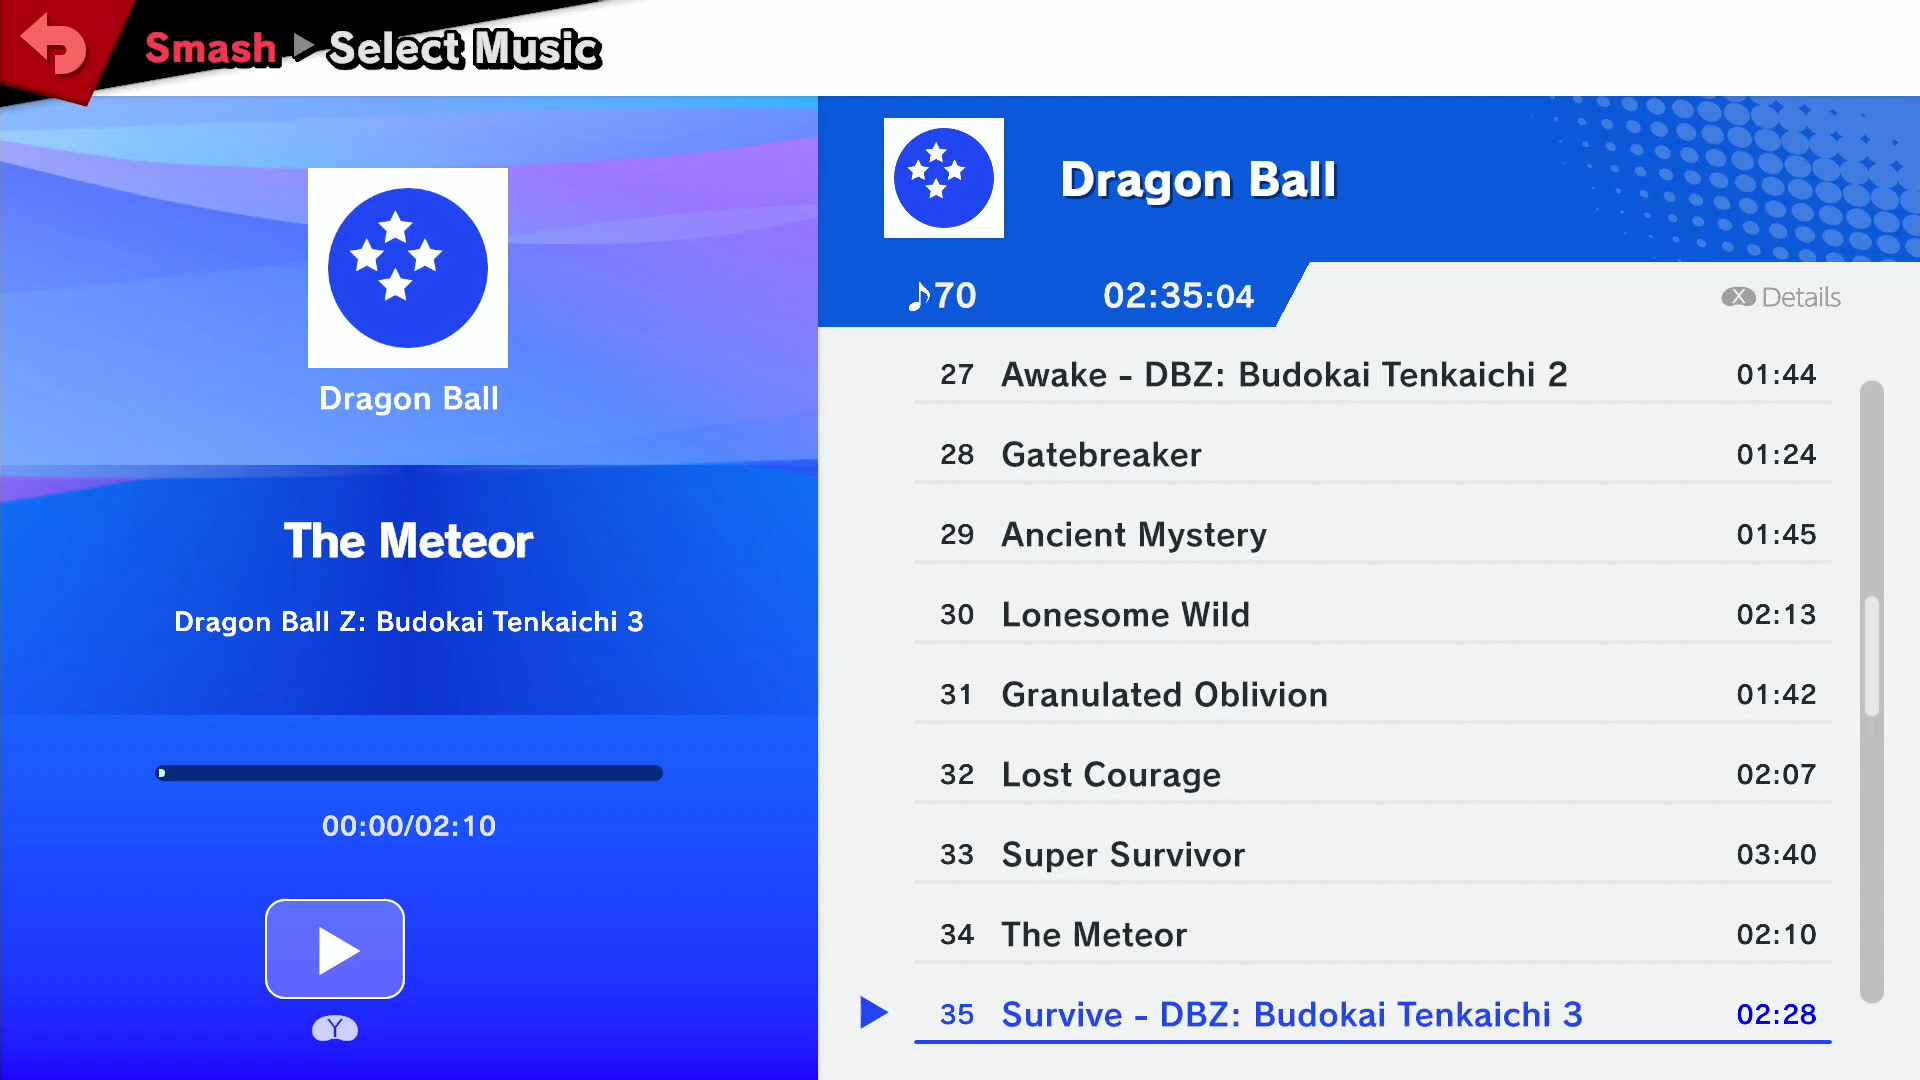 Smash ▶ Select Music
Dragon Ball
The Meteor
Dragon Ball Z: Budokai Tenkaichi 3
00:00/02:10
Y
Dragon Ball
♪70 02:35:04
X Details
27 Awake - DBZ: Budokai Tenkaichi 2 01:44
28 Gatebreaker 01:24
29 Ancient Mystery 01:45
30 Lonesome Wild 02:13
31 Granulated Oblivion 01:42
32 Lost Courage 02:07
33 Super Survivor 03:40
34 The Meteor 02:10
35 Survive - DBZ: Budokai Tenkaichi 3 02:28